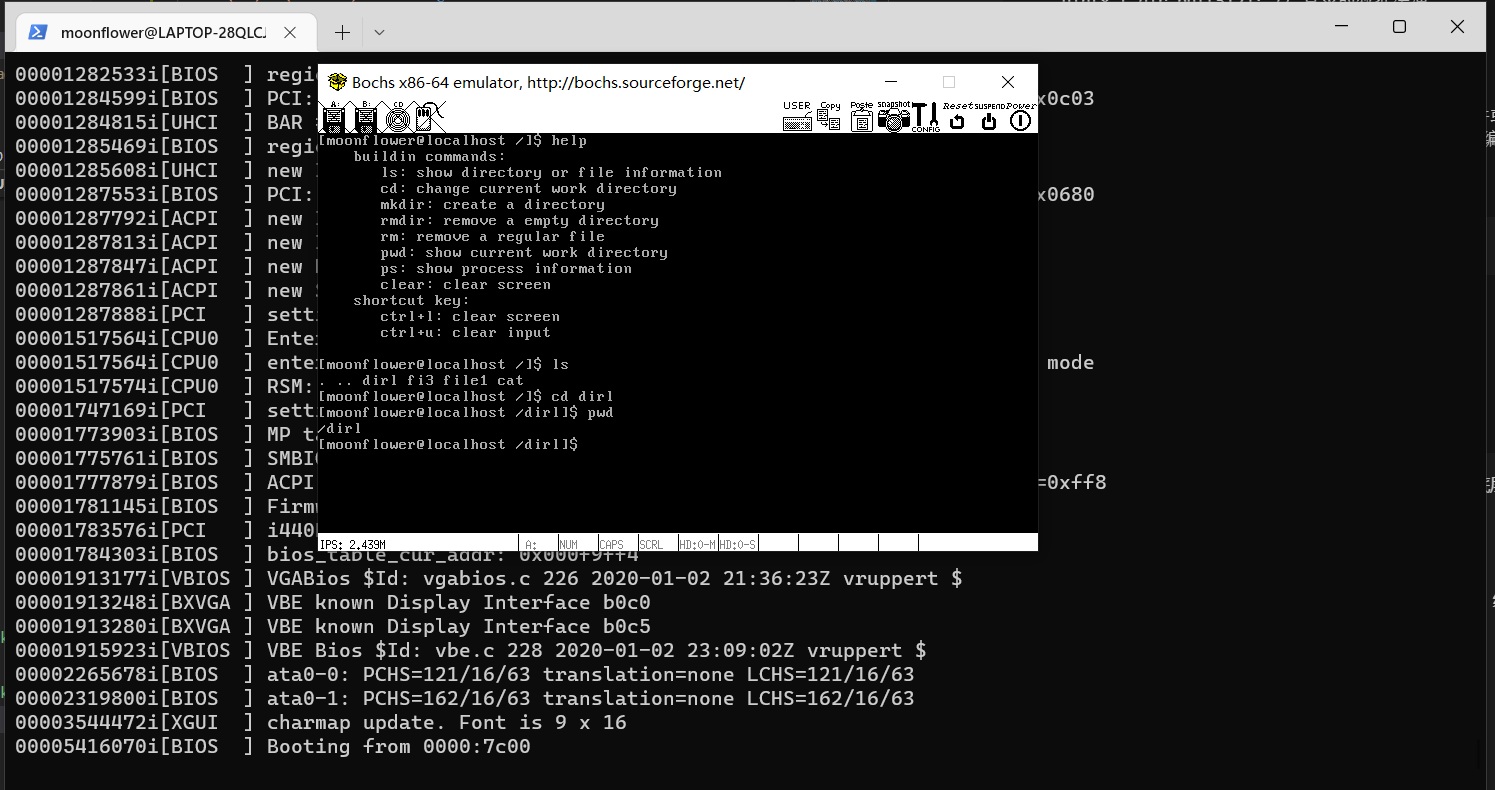 moonflower@LAPTOP-28QLCJ
00001282533i[BIOS ] regi
00001284599i[BIOS ] PCI: x0c03
00001284815i[UHCI ] BAR
00001285469i[BIOS ] regi
00001285608i[UHCI ] new
00001287553i[BIOS ] PCI: x0680
00001287792i[ACPI ] new
00001287813i[ACPI ] new
00001287847i[ACPI ] new
00001287861i[ACPI ] new
00001287888i[PCI ] setti
00001517564i[CPU0 ] Ente
00001517564i[CPU0 ] ente mode
00001517574i[CPU0 ] RSM:
00001747169i[PCI ] setti
00001773903i[BIOS ] MP ta
00001775761i[BIOS ] SMBIO
00001777879i[BIOS ] ACPI =0xff8
00001781145i[BIOS ] Firmw
00001783576i[PCI ] i440
00001784303i[BIOS ] bios_table_cur_addr: 0x000f9ff4
00001913177i[VBIOS ] VGABios $Id: vgabios.c 226 2020-01-02 21:36:23Z vruppert $
00001913248i[BXVGA ] VBE known Display Interface b0c0
00001913280i[BXVGA ] VBE known Display Interface b0c5
00001915923i[VBIOS ] VBE Bios $Id: vbe.c 228 2020-01-02 23:09:02Z vruppert $
00002265678i[BIOS ] ata0-0: PCHS=121/16/63 translation=none LCHS=121/16/63
00002319800i[BIOS ] ata0-1: PCHS=162/16/63 translation=none LCHS=162/16/63
00003544472i[XGUI ] charmap update. Font is 9 x 16
00005416070i[BIOS ] Booting from 0000:7c00
Bochs x86-64 emulator, http://bochs.sourceforge.net/
A: B: CD USER Copy Paste snapshot CONFIG Reset SUSPEND Power
[moonflower@localhost /]$ help
buildin commands:
ls: show directory or file information
cd: change current work directory
mkdir: create a directory
rmdir: remove a empty directory
rm: remove a regular file
pwd: show current work directory
ps: show process information
clear: clear screen
shortcut key:
ctrl+l: clear screen
ctrl+u: clear input
[moonflower@localhost /]$ ls
. .. dir1 fi3 file1 cat
[moonflower@localhost /]$ cd dir1
[moonflower@localhost /dir1]$ pwd
/dir1
[moonflower@localhost /dir1]$
IPS: 2.439M A: NUM CAPS SCRL HD:0-M HD:0-S